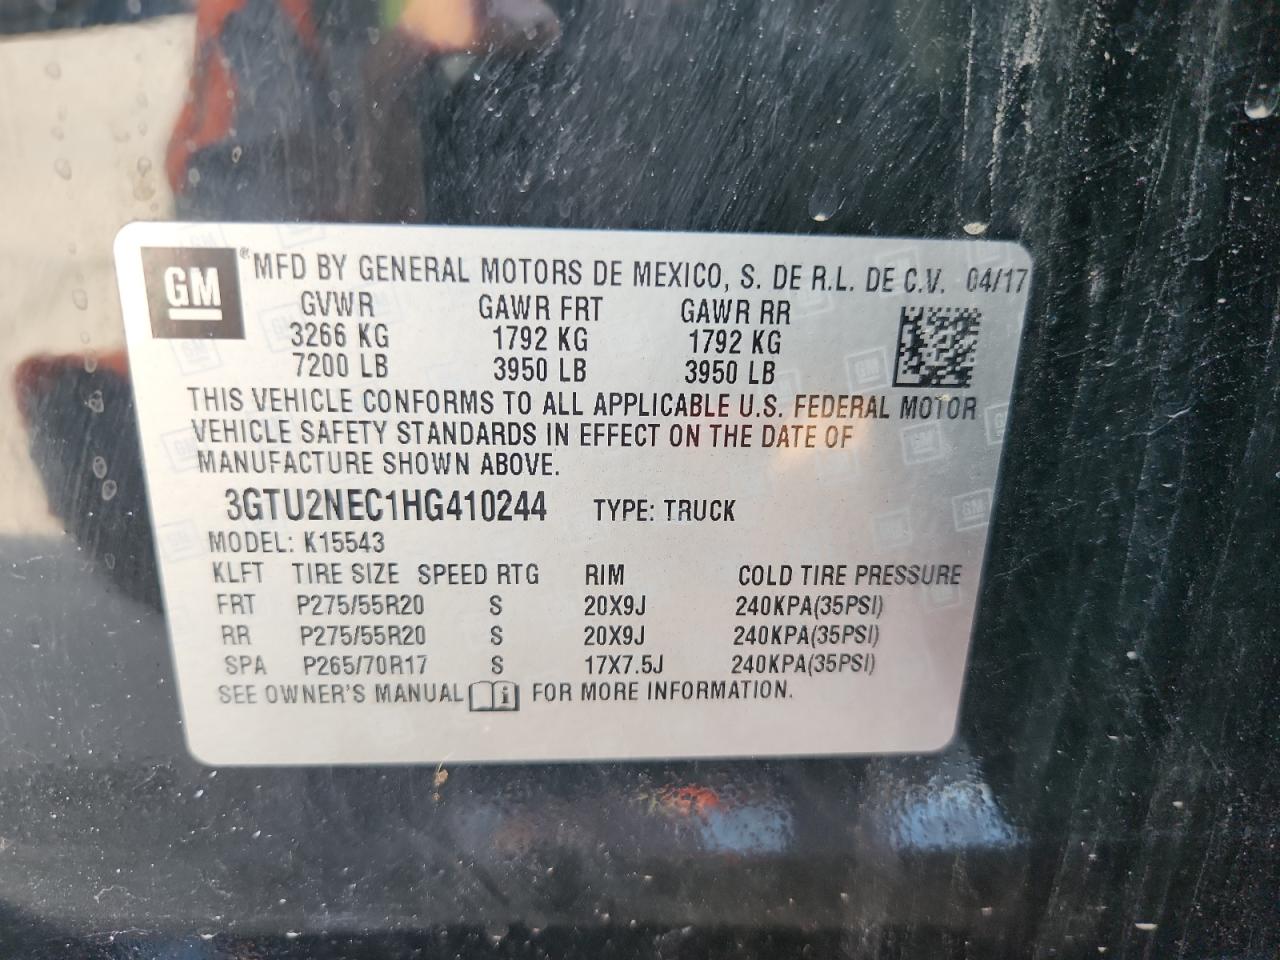 GM ® MFD BY GENERAL MOTORS DE MEXICO, S. DE R.L. DE C.V. 04/17
GVWR GAWR FRT GAWR RR
3266 KG 1792 KG 1792 KG
7200 LB 3950 LB 3950 LB
THIS VEHICLE CONFORMS TO ALL APPLICABLE U.S. FEDERAL MOTOR
VEHICLE SAFETY STANDARDS IN EFFECT ON THE DATE OF
MANUFACTURE SHOWN ABOVE.
3GTU2NEC1HG410244 TYPE: TRUCK
MODEL: K15543
KLFT TIRE SIZE SPEED RTG RIM COLD TIRE PRESSURE
FRT P275/55R20 S 20X9J 240KPA(35PSI)
RR P275/55R20 S 20X9J 240KPA(35PSI)
SPA P265/70R17 S 17X7.5J 240KPA(35PSI)
SEE OWNER'S MANUAL i FOR MORE INFORMATION.